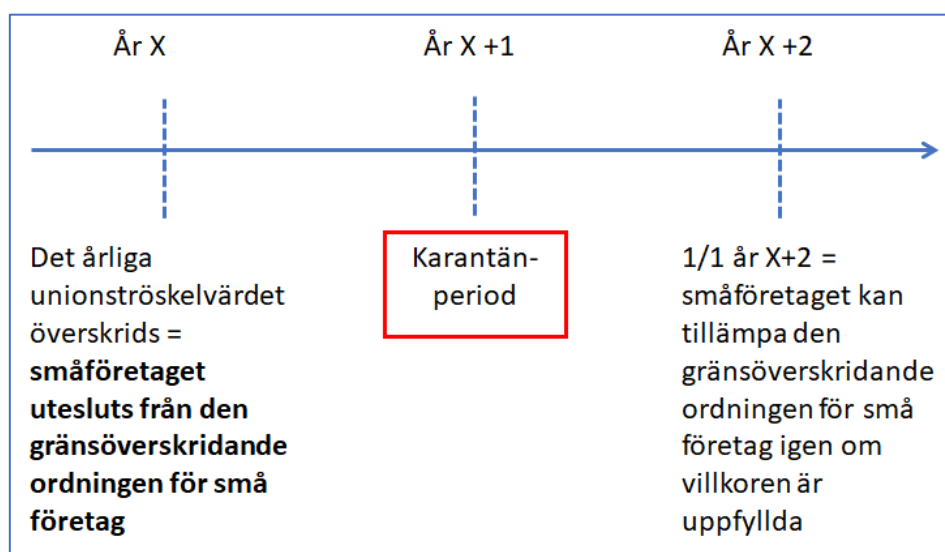 År X
År X +1
År X +2
Det årliga
unionströskelvärdet
överskrids =
småföretaget
utesluts från den
gränsöverskridande
ordningen för små
företag
Karantän-
period
1/1 år X+2 =
småföretaget kan
tillämpa den
gränsöverskridande
ordningen för små
företag igen om
villkoren är
uppfyllda